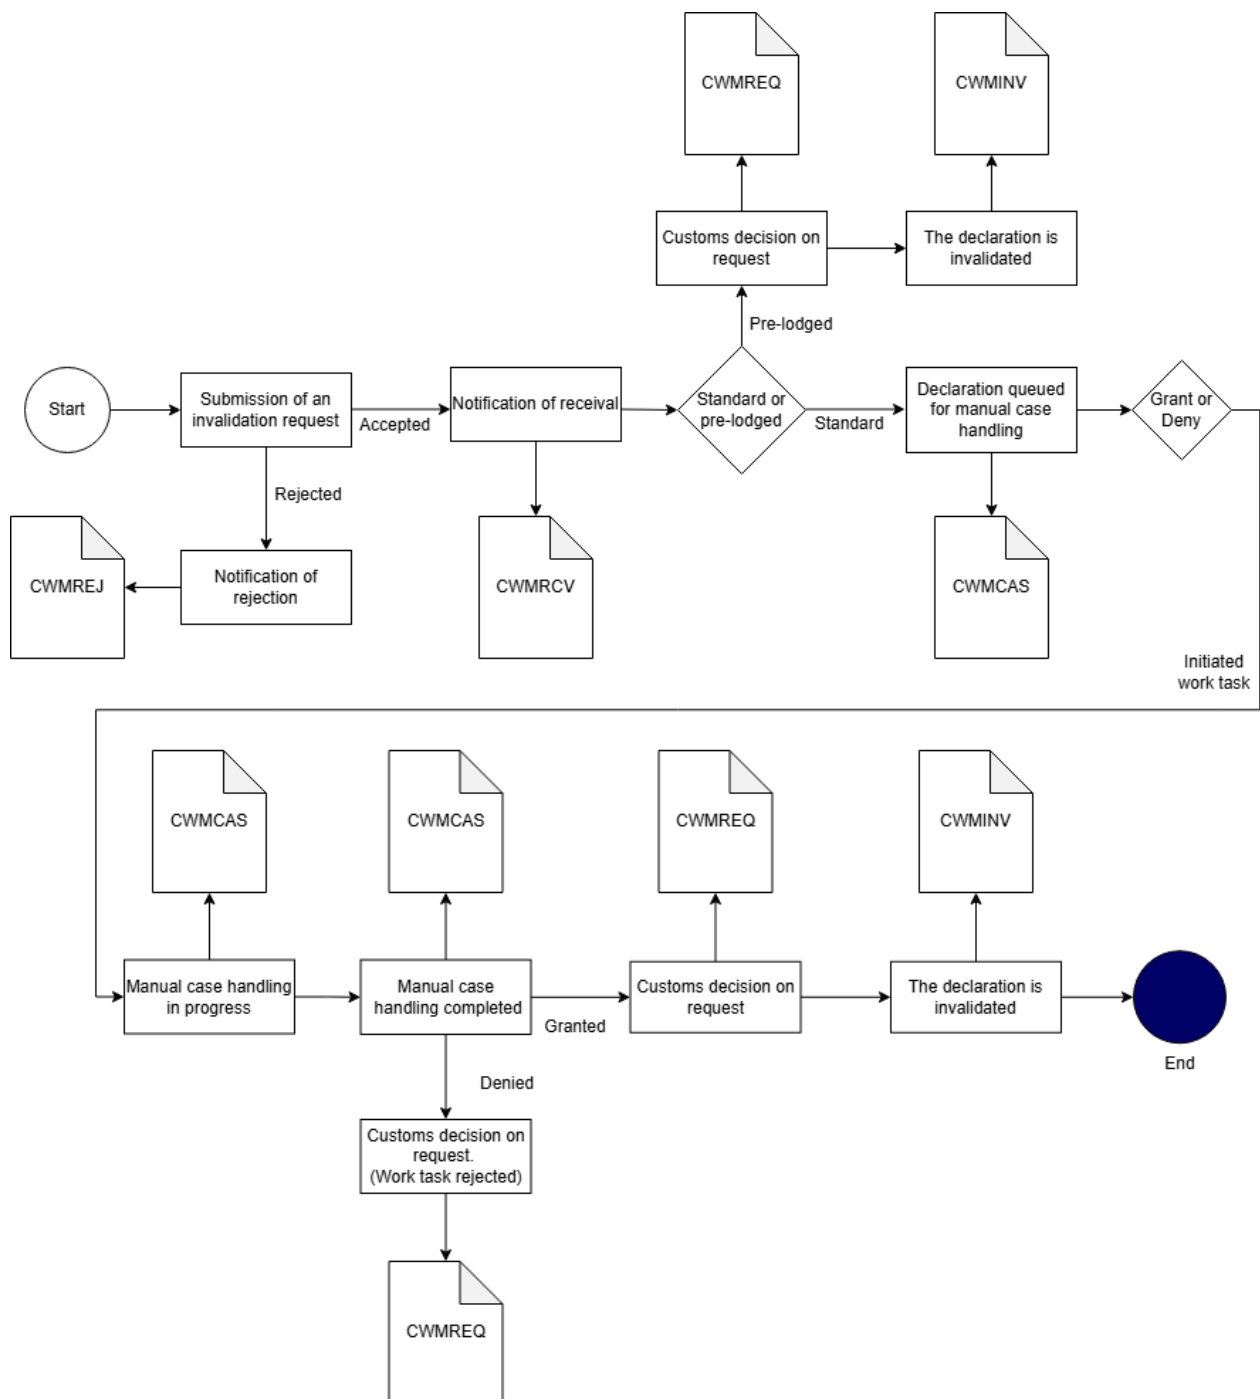 CWMREQ
CWMINV
Customs decision on
request
The declaration is
invalidated
Pre-lodged
Start
Submission of an
invalidation request
Accepted
Notification of receival
Standard or
pre-lodged
Standard
Declaration queued
for manual case
handling
Grant or
Deny
Rejected
CWMREJ
Notification of
rejection
CWMRCV
CWMCAS
Initiated
work task
CWMCAS
CWMCAS
CWMREQ
CWMINV
Manual case handling
in progress
Manual case
handling completed
Granted
Customs decision on
request
The declaration is
invalidated
End
Denied
Customs decision on
request.
(Work task rejected)
CWMREQ